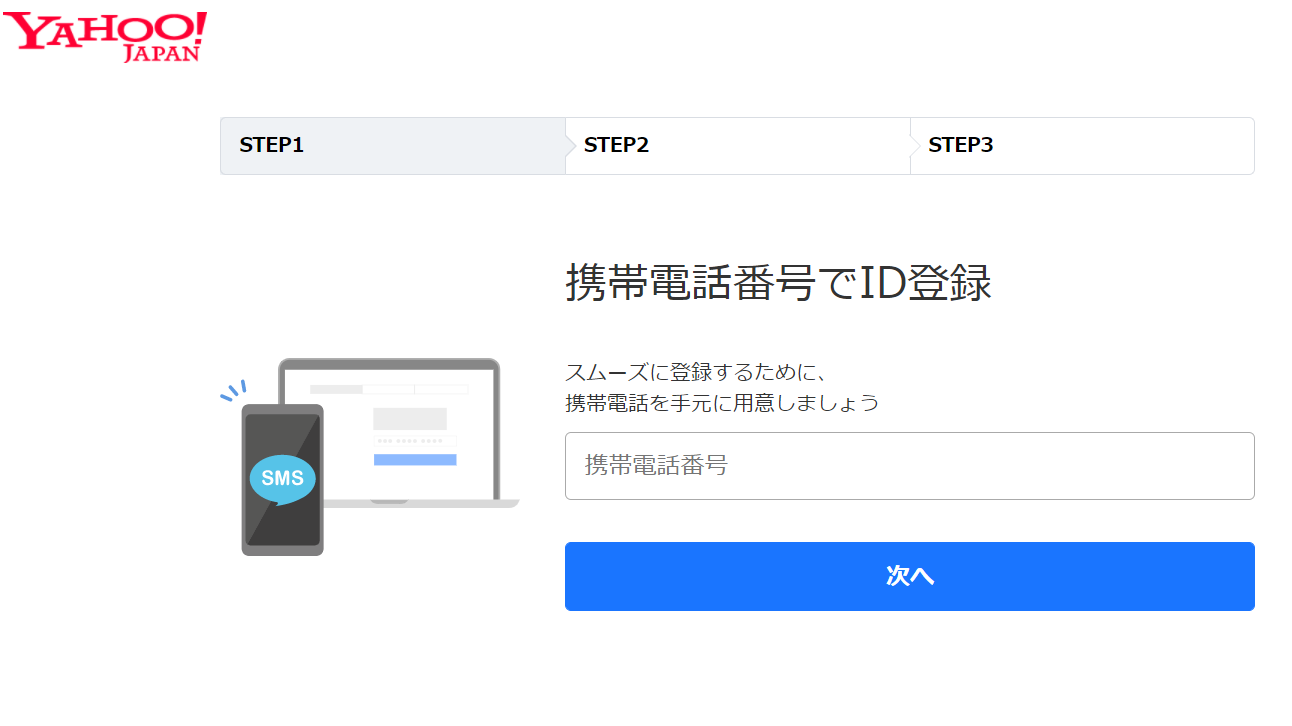 YAHOO!
JAPAN
STEP1
STEP2
STEP3
携帯電話番号でID登録
スムーズに登録するために、
携帯電話を手元に用意しましょう
SMS
携帯電話番号
次へ